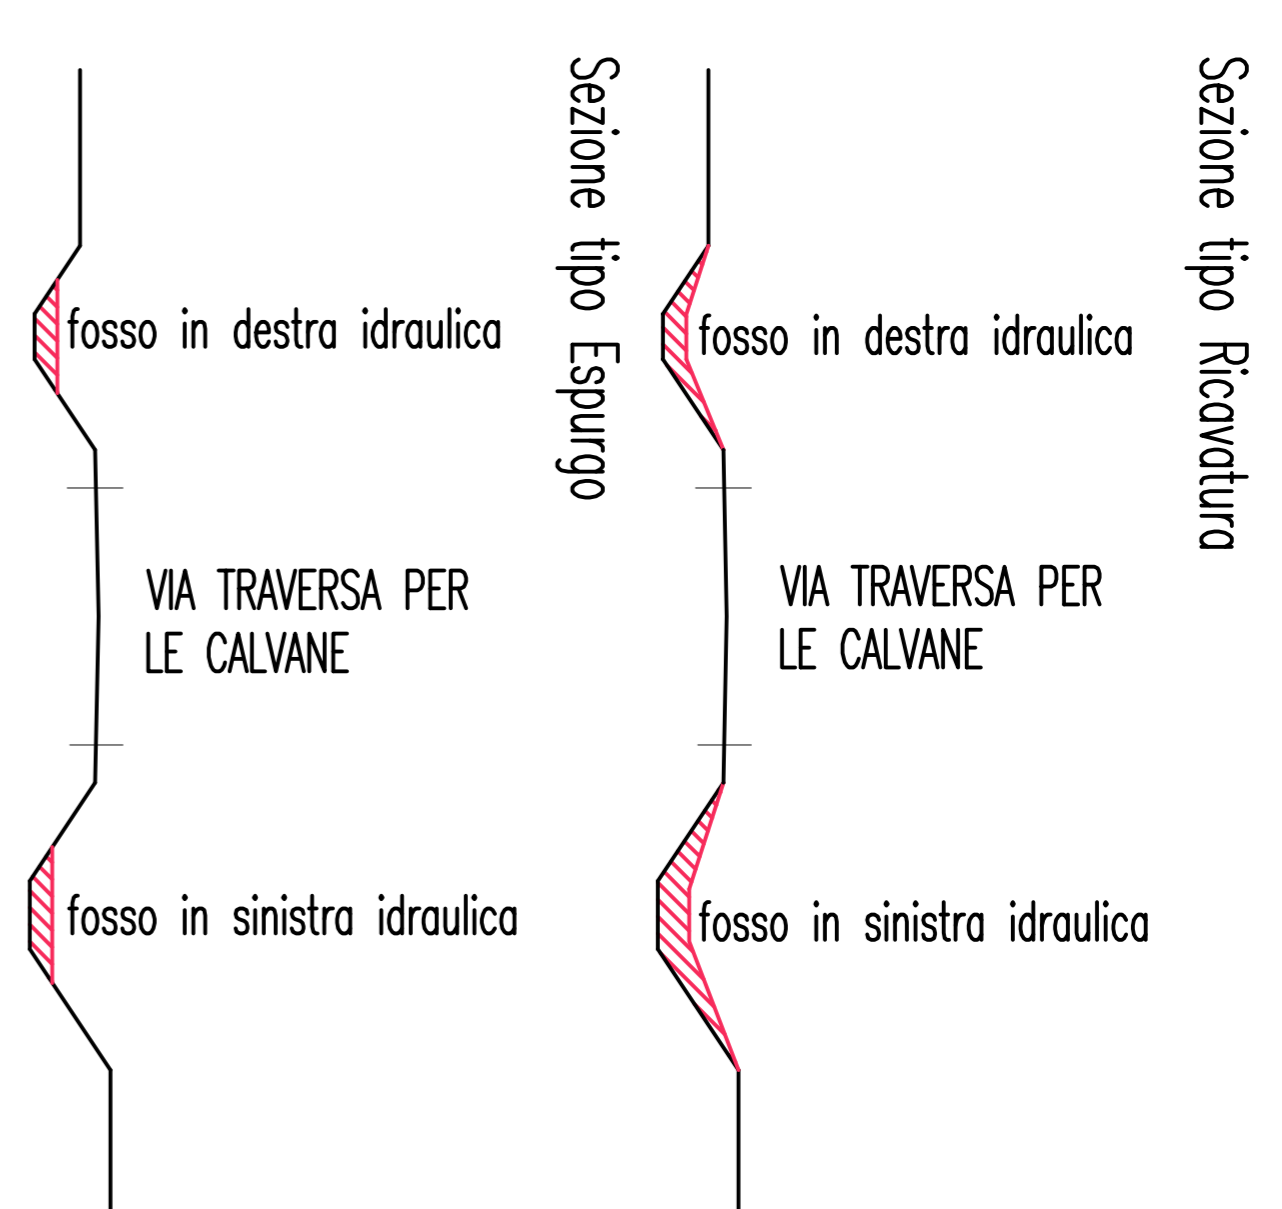 Sezione tipo Espurgo
fosso in destra idraulica
VIA TRAVERSA PER
LE CALVANE
fosso in sinistra idraulica
Sezione tipo Ricavatura
fosso in destra idraulica
VIA TRAVERSA PER
LE CALVANE
fosso in sinistra idraulica